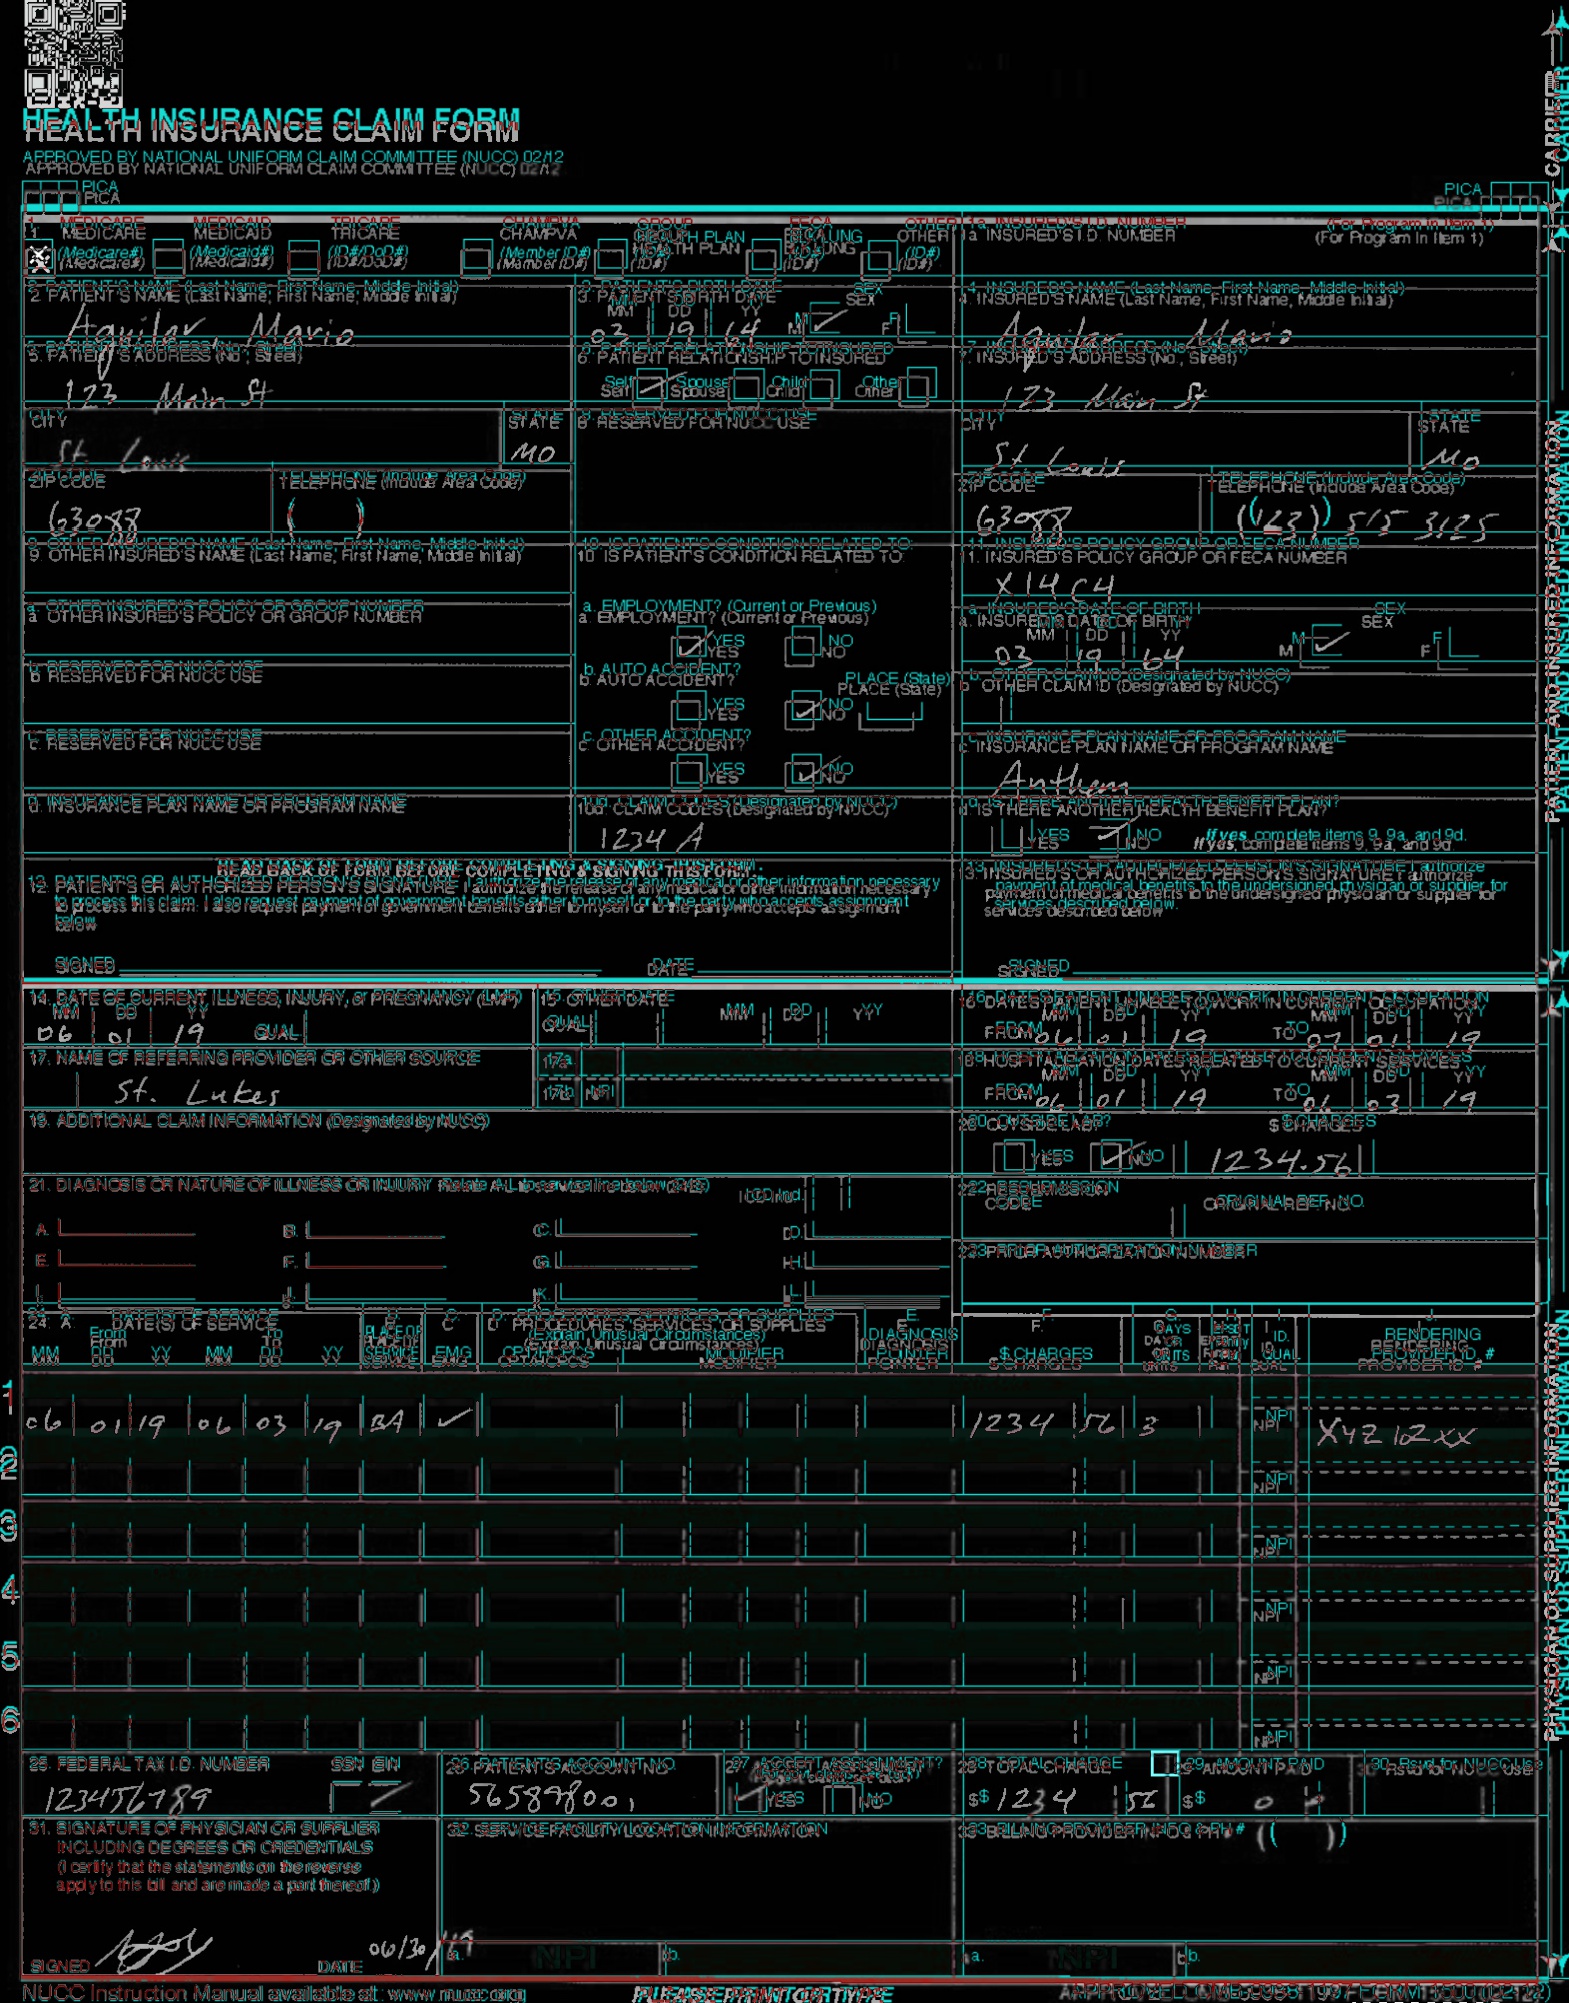 HEALTH INSURANCE CLAIM FORM
APPROVED BY NATIONAL UNIFORM CLAIM COMMITTEE (NUCC) 02/12
PICA
PICA
1. MEDICARE MEDICAID TRICARE CHAMPVA GROUP HEALTH PLAN FECA BLK LUNG OTHER
(Medicare#) (Medicaid#) (ID#/DoD#) (Member ID#) (ID#) (ID#) (ID#)
1a. INSURED'S I.D. NUMBER (For Program in Item 1)
2. PATIENT'S NAME (Last Name, First Name, Middle Initial)
Aguilar, Mario
3. PATIENT'S BIRTH DATE SEX
MM DD YY
03 19 64 M F
4. INSURED'S NAME (Last Name, First Name, Middle Initial)
Aguilar Mario
5. PATIENT'S ADDRESS (No., Street)
123 Main St
6. PATIENT RELATIONSHIP TO INSURED
Self Spouse Child Other
7. INSURED'S ADDRESS (No., Street)
123 Main St
CITY STATE
St. Louis MO
8. RESERVED FOR NUCC USE
CITY STATE
St Louis MO
ZIP CODE TELEPHONE (Include Area Code)
63088 ( )
ZIP CODE TELEPHONE (Include Area Code)
63088 (123) 515 3125
9. OTHER INSURED'S NAME (Last Name, First Name, Middle Initial)
10. IS PATIENT'S CONDITION RELATED TO:
11. INSURED'S POLICY GROUP OR FECA NUMBER
X14C4
a. OTHER INSURED'S POLICY OR GROUP NUMBER
a. EMPLOYMENT? (Current or Previous)
YES NO
a. INSURED'S DATE OF BIRTH SEX
MM DD YY
03 19 64 M F
b. RESERVED FOR NUCC USE
b. AUTO ACCIDENT? PLACE (State)
YES NO
b. OTHER CLAIM ID (Designated by NUCC)
c. RESERVED FOR NUCC USE
c. OTHER ACCIDENT?
YES NO
c. INSURANCE PLAN NAME OR PROGRAM NAME
Anthem
d. INSURANCE PLAN NAME OR PROGRAM NAME
10d. CLAIM CODES (Designated by NUCC)
1234 A
d. IS THERE ANOTHER HEALTH BENEFIT PLAN?
YES NO If yes, complete items 9, 9a, and 9d.
READ BACK OF FORM BEFORE COMPLETING & SIGNING THIS FORM.
12. PATIENT'S OR AUTHORIZED PERSON'S SIGNATURE I authorize the release of any medical or other information necessary
to process this claim. I also request payment of government benefits either to myself or to the party who accepts assignment
below.
SIGNED DATE
13. INSURED'S OR AUTHORIZED PERSON'S SIGNATURE I authorize
payment of medical benefits to the undersigned physician or supplier for
services described below.
SIGNED
14. DATE OF CURRENT ILLNESS, INJURY, or PREGNANCY (LMP)
MM DD YY
06 01 19 QUAL
15. OTHER DATE
QUAL MM DD YY
16. DATES PATIENT UNABLE TO WORK IN CURRENT OCCUPATION
MM DD YY MM DD YY
FROM 06 01 19 TO 07 01 19
17. NAME OF REFERRING PROVIDER OR OTHER SOURCE
St. Lukes
17a.
17b. NPI
18. HOSPITALIZATION DATES RELATED TO CURRENT SERVICES
MM DD YY MM DD YY
FROM 06 01 19 TO 06 03 19
19. ADDITIONAL CLAIM INFORMATION (Designated by NUCC)
20. OUTSIDE LAB? $ CHARGES
YES NO 1234.56
21. DIAGNOSIS OR NATURE OF ILLNESS OR INJURY Relate A-L to service line below (24E)
ICD Ind.
A. B. C. D.
E. F. G. H.
I. J. K. L.
22. RESUBMISSION CODE ORIGINAL REF. NO.
23. PRIOR AUTHORIZATION NUMBER
24. A. DATE(S) OF SERVICE
From To
MM DD YY MM DD YY
B. PLACE OF SERVICE
C. EMG
D. PROCEDURES, SERVICES, OR SUPPLIES
(Explain Unusual Circumstances)
CPT/HCPCS MODIFIER
E. DIAGNOSIS POINTER
F. $ CHARGES
G. DAYS OR UNITS
H. EPSDT Family Plan
I. ID. QUAL.
J. RENDERING PROVIDER ID. #
1
06 01 19 06 03 19 BA 1234 56 3 NPI XYZ 12 XX
2 NPI
3 NPI
4 NPI
5 NPI
6 NPI
25. FEDERAL TAX I.D. NUMBER SSN EIN
123456789
26. PATIENT'S ACCOUNT NO.
27. ACCEPT ASSIGNMENT?
YES NO
28. TOTAL CHARGE
$ 1234 56
29. AMOUNT PAID
$ 0
30. Rsvd for NUCC Use
31. SIGNATURE OF PHYSICIAN OR SUPPLIER
INCLUDING DEGREES OR CREDENTIALS
(I certify that the statements on the reverse
apply to this bill and are made a part thereof.)
SIGNED DATE 06/30/19
32. SERVICE FACILITY LOCATION INFORMATION
a. NPI b.
33. BILLING PROVIDER INFO & PH # ( )
a. NPI b.
NUCC Instruction Manual available at: www.nucc.org
PLEASE PRINT OR TYPE
CARRIER
PATIENT AND INSURED INFORMATION
PHYSICIAN OR SUPPLIER INFORMATION